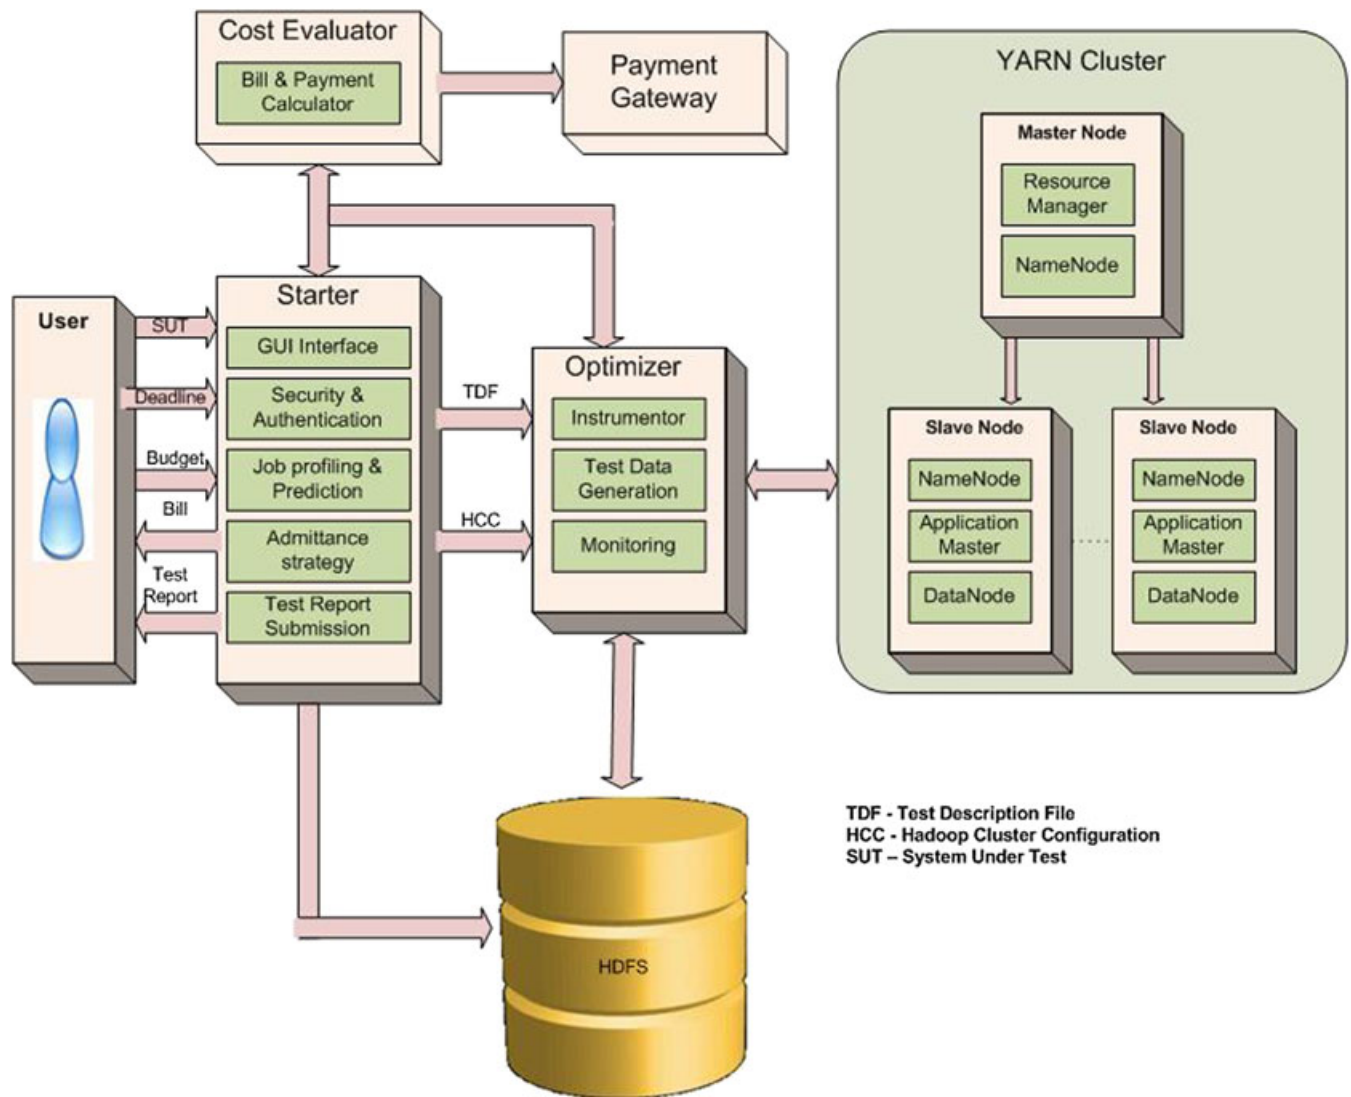 Cost Evaluator
Bill & Payment
Calculator
Payment
Gateway
YARN Cluster
Master Node
Resource
Manager
NameNode
User
SUT
Deadline
Budget
Bill
Test
Report
Starter
GUI Interface
Security &
Authentication
Job profiling &
Prediction
Admittance
strategy
Test Report
Submission
TDF
HCC
Optimizer
Instrumentor
Test Data
Generation
Monitoring
Slave Node
NameNode
Application
Master
DataNode
Slave Node
NameNode
Application
Master
DataNode
HDFS
TDF - Test Description File
HCC - Hadoop Cluster Configuration
SUT – System Under Test